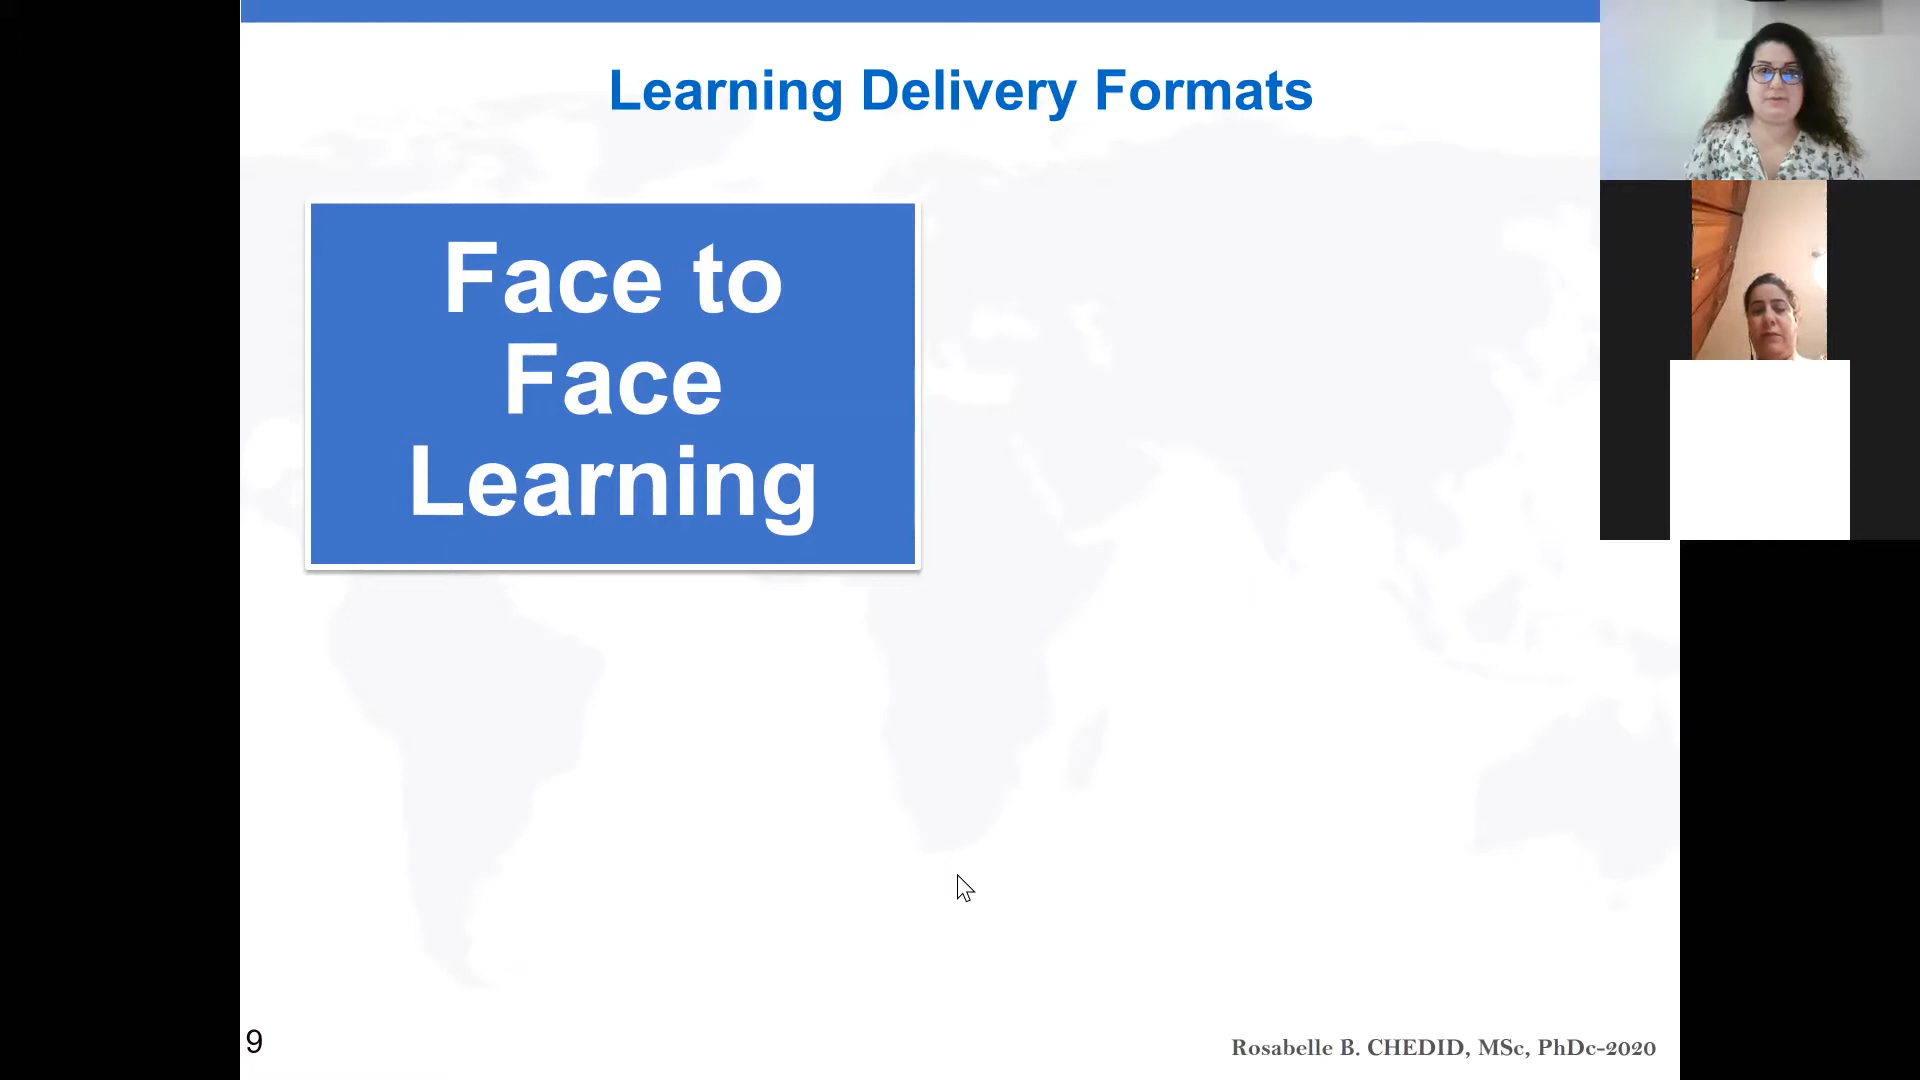 Learning Delivery Formats
Face to
Face
Learning
9
Rosabelle B. CHEDID, MSc, PhDc-2020